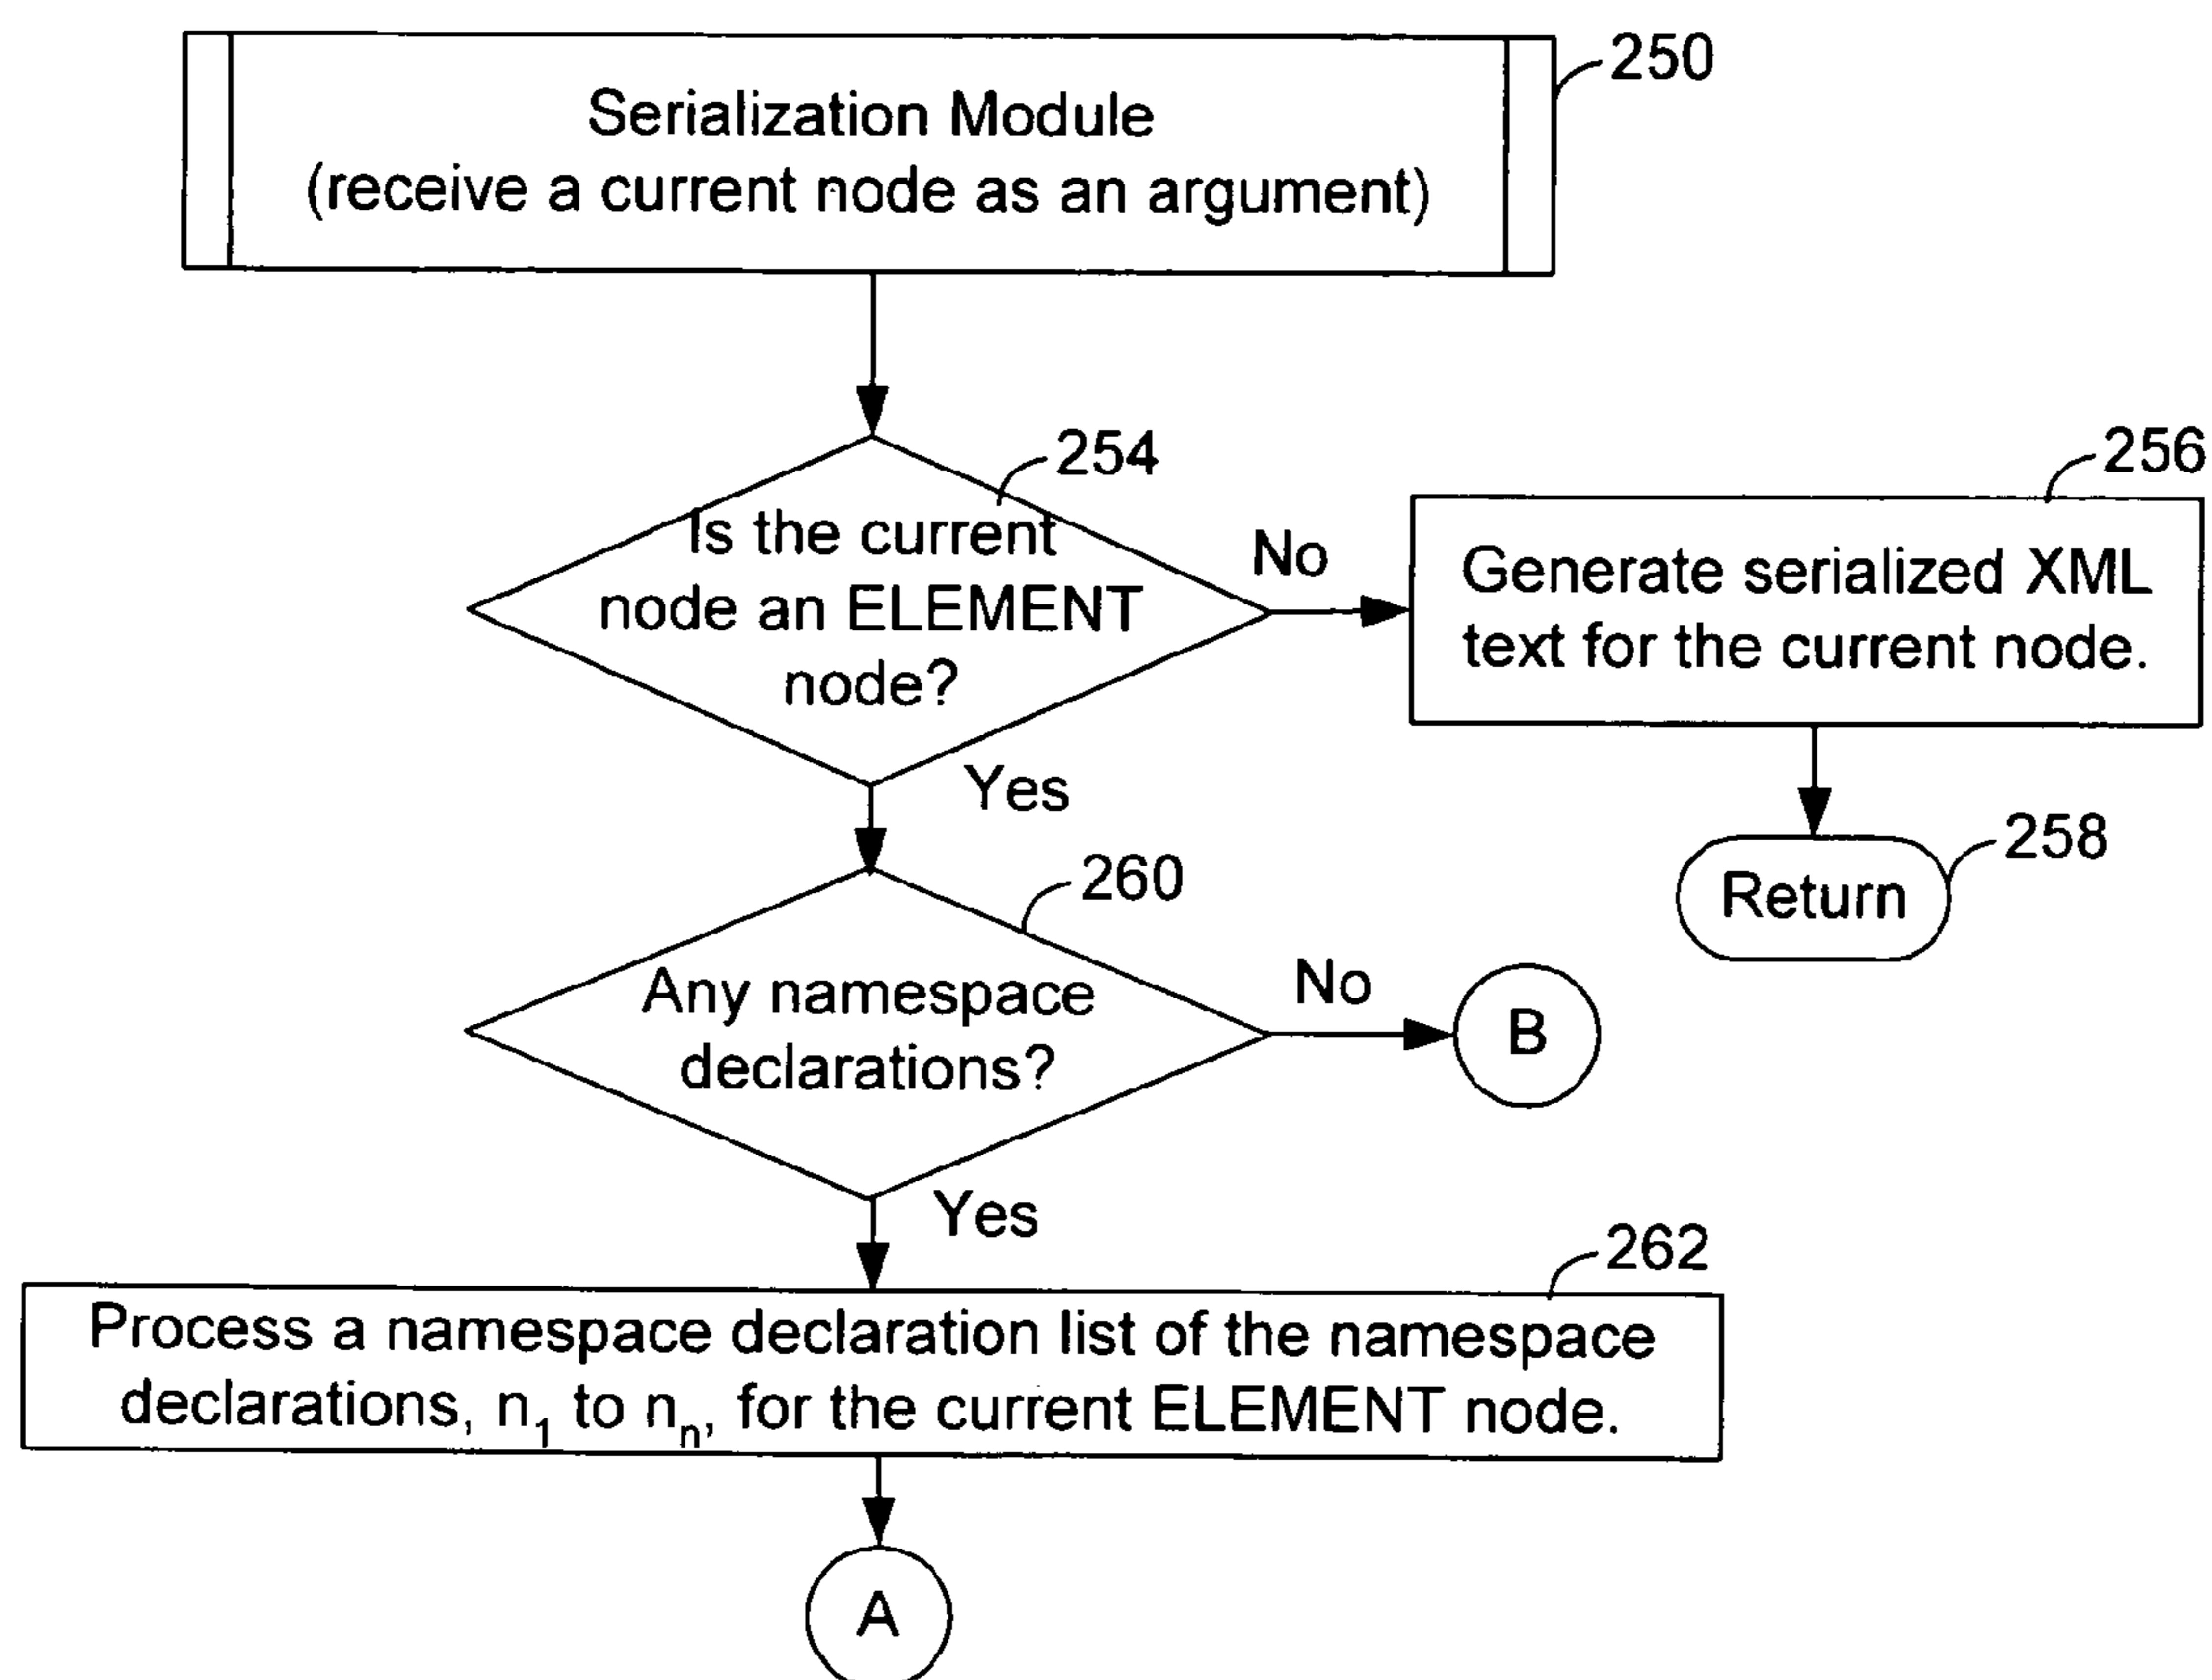 250
Serialization Module
(receive a current node as an argument)
254
Is the current
node an ELEMENT
node?
No
256
Generate serialized XML
text for the current node.
Yes
258
Return
260
Any namespace
declarations?
No
B
Yes
262
Process a namespace declaration list of the namespace
declarations, n₁ to nₙ, for the current ELEMENT node.
A